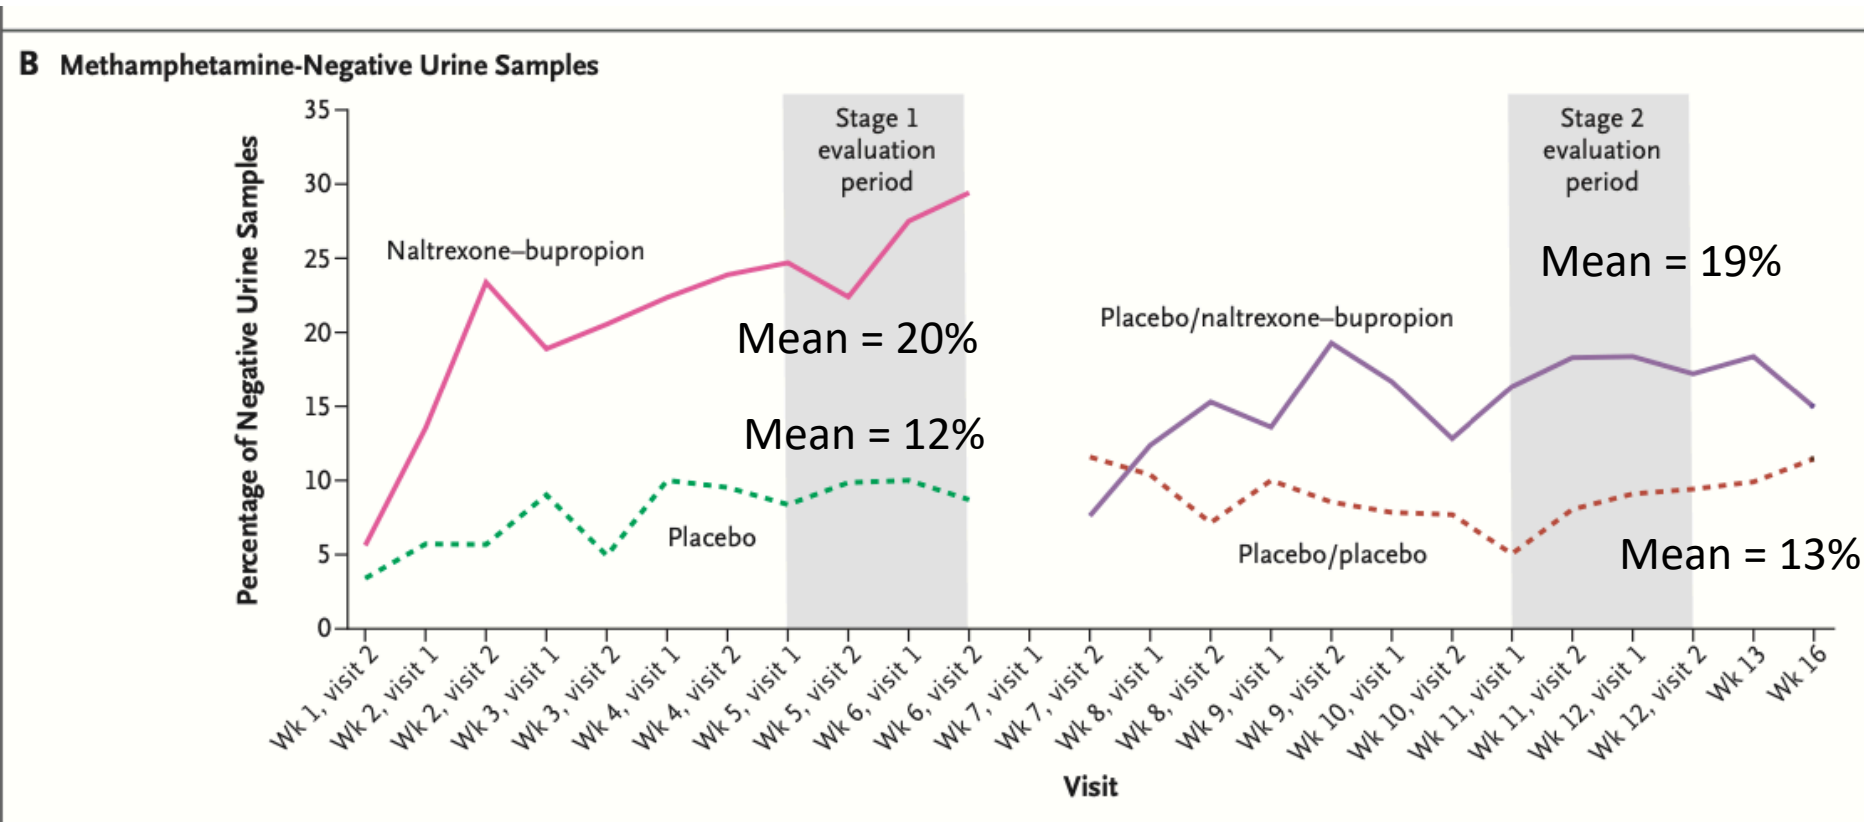 B Methamphetamine-Negative Urine Samples
Percentage of Negative Urine Samples
35
30
25
20
15
10
5
0
Stage 1
evaluation
period
Naltrexone–bupropion
Mean = 20%
Mean = 12%
Placebo
Stage 2
evaluation
period
Mean = 19%
Placebo/naltrexone–bupropion
Placebo/placebo
Mean = 13%
Wk 1, visit 2
Wk 2, visit 1
Wk 2, visit 2
Wk 3, visit 1
Wk 3, visit 2
Wk 4, visit 1
Wk 4, visit 2
Wk 5, visit 1
Wk 5, visit 2
Wk 6, visit 1
Wk 6, visit 2
Wk 7, visit 1
Wk 7, visit 2
Wk 8, visit 1
Wk 8, visit 2
Wk 9, visit 1
Wk 9, visit 2
Wk 10, visit 1
Wk 10, visit 2
Wk 11, visit 1
Wk 11, visit 2
Wk 12, visit 1
Wk 12, visit 2
Wk 13
Wk 16
Visit